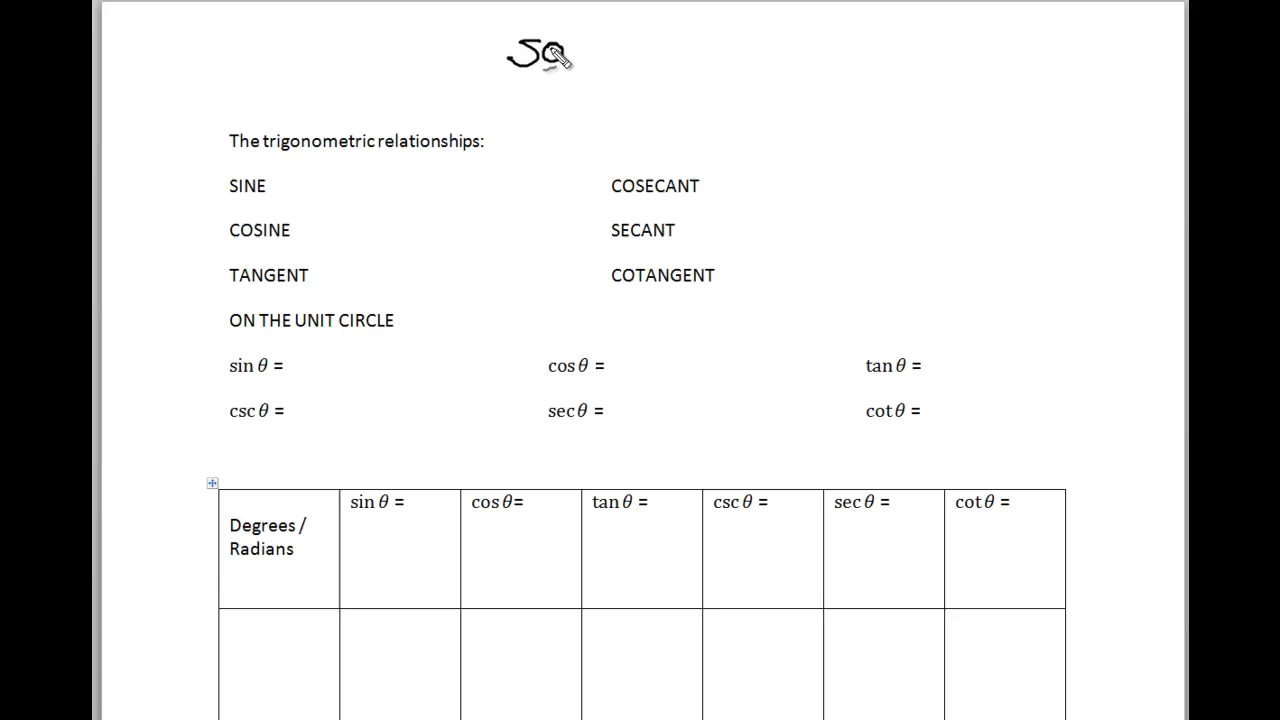 SO
The trigonometric relationships:
SINE COSECANT
COSINE SECANT
TANGENT COTANGENT
ON THE UNIT CIRCLE
sin θ = cos θ = tan θ =
csc θ = sec θ = cot θ =
Degrees / Radians sin θ = cos θ= tan θ = csc θ = sec θ = cot θ =